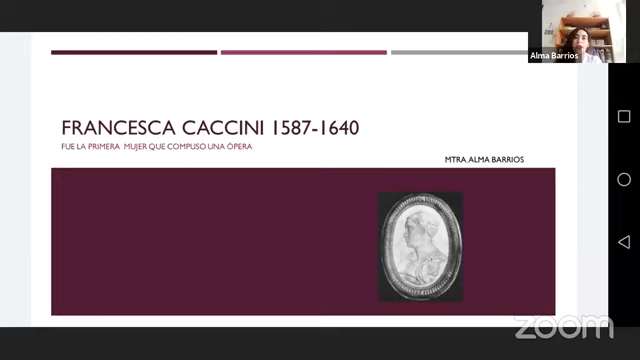 Alma Barrios
FRANCESCA CACCINI 1587-1640
FUE LA PRIMERA MUJER QUE COMPUSO UNA ÓPERA
MTRA. ALMA BARRIOS
zoom